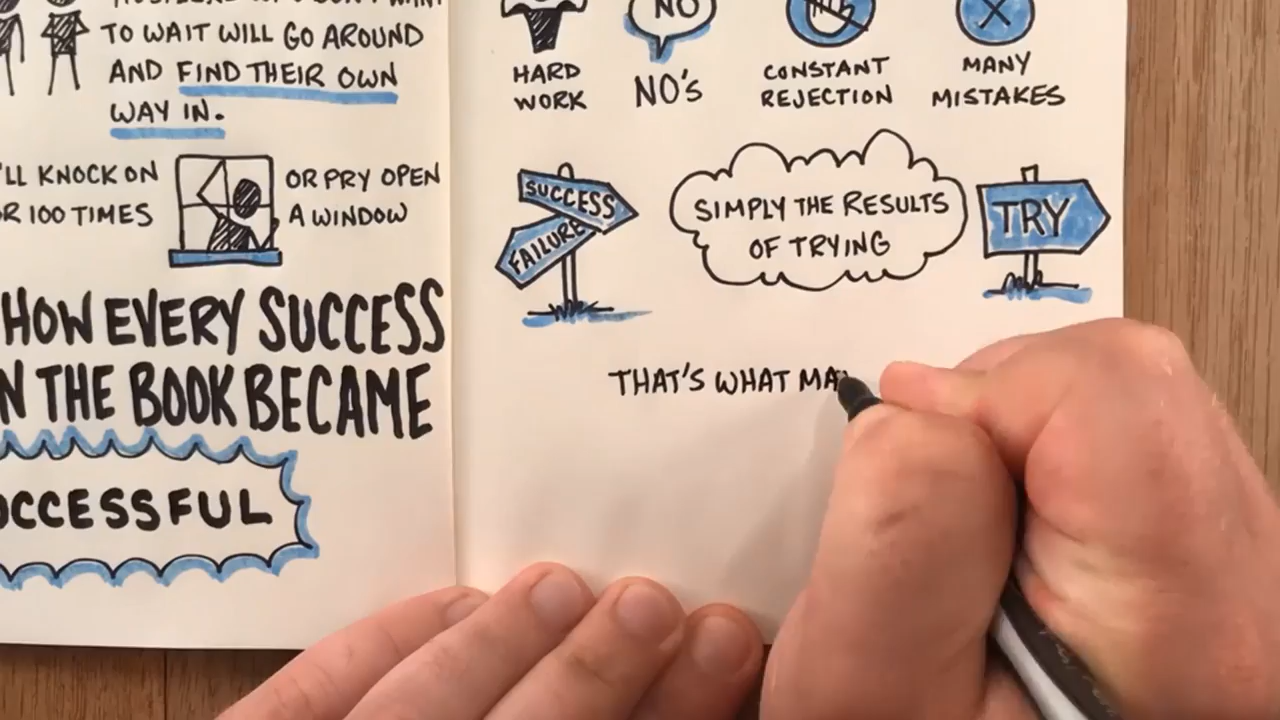 TO WAIT WILL GO AROUND
AND FIND THEIR OWN
WAY IN.
'LL KNOCK ON
100 TIMES
OR PRY OPEN
A WINDOW
HOW EVERY SUCCESS
THE BOOK BECAME
NO
HARD
WORK
NO'S
CONSTANT
REJECTION
MANY
MISTAKES
SUCCESS
FAILURE
SIMPLY THE RESULTS
OF TRYING
TRY
THAT'S WHAT MA